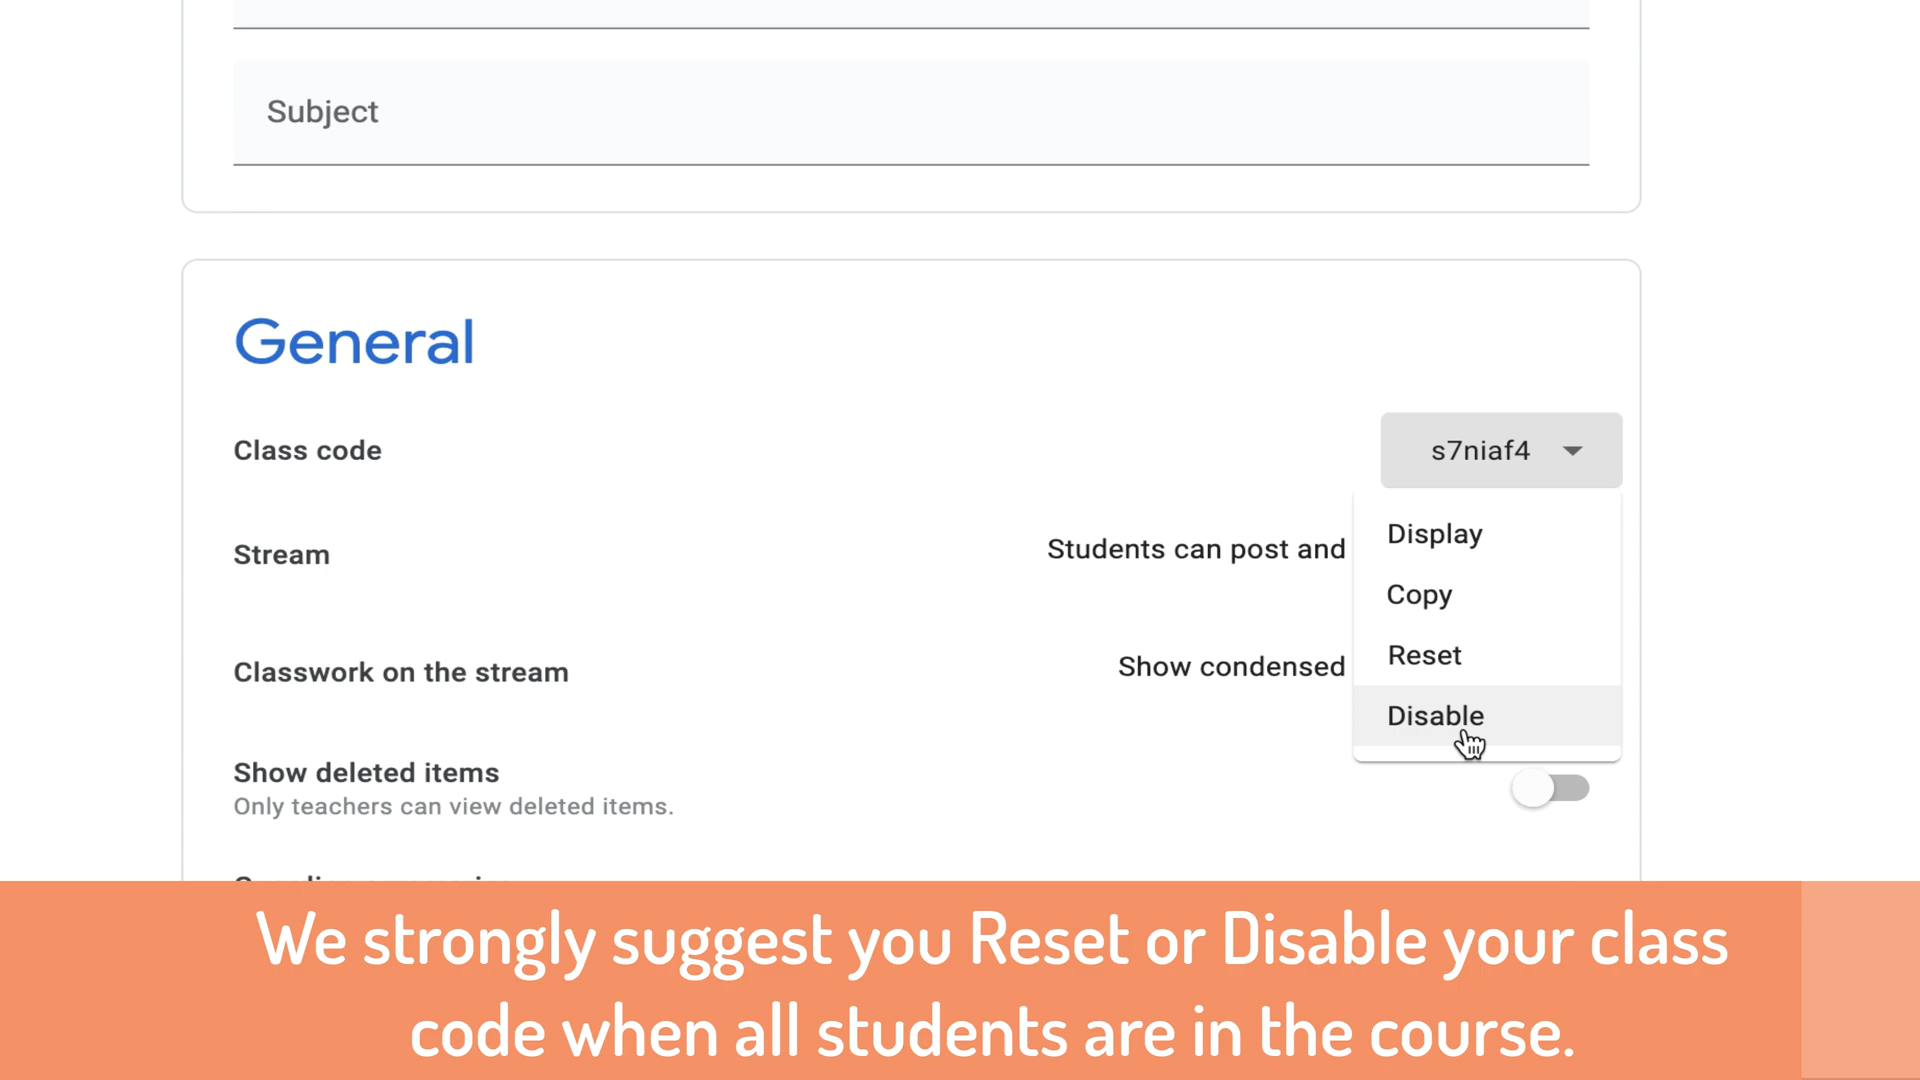 Subject
General
Class code
s7niaf4
Display
Stream
Students can post and
Copy
Reset
Classwork on the stream
Show condensed
Disable
Show deleted items
Only teachers can view deleted items.
We strongly suggest you Reset or Disable your class
code when all students are in the course.